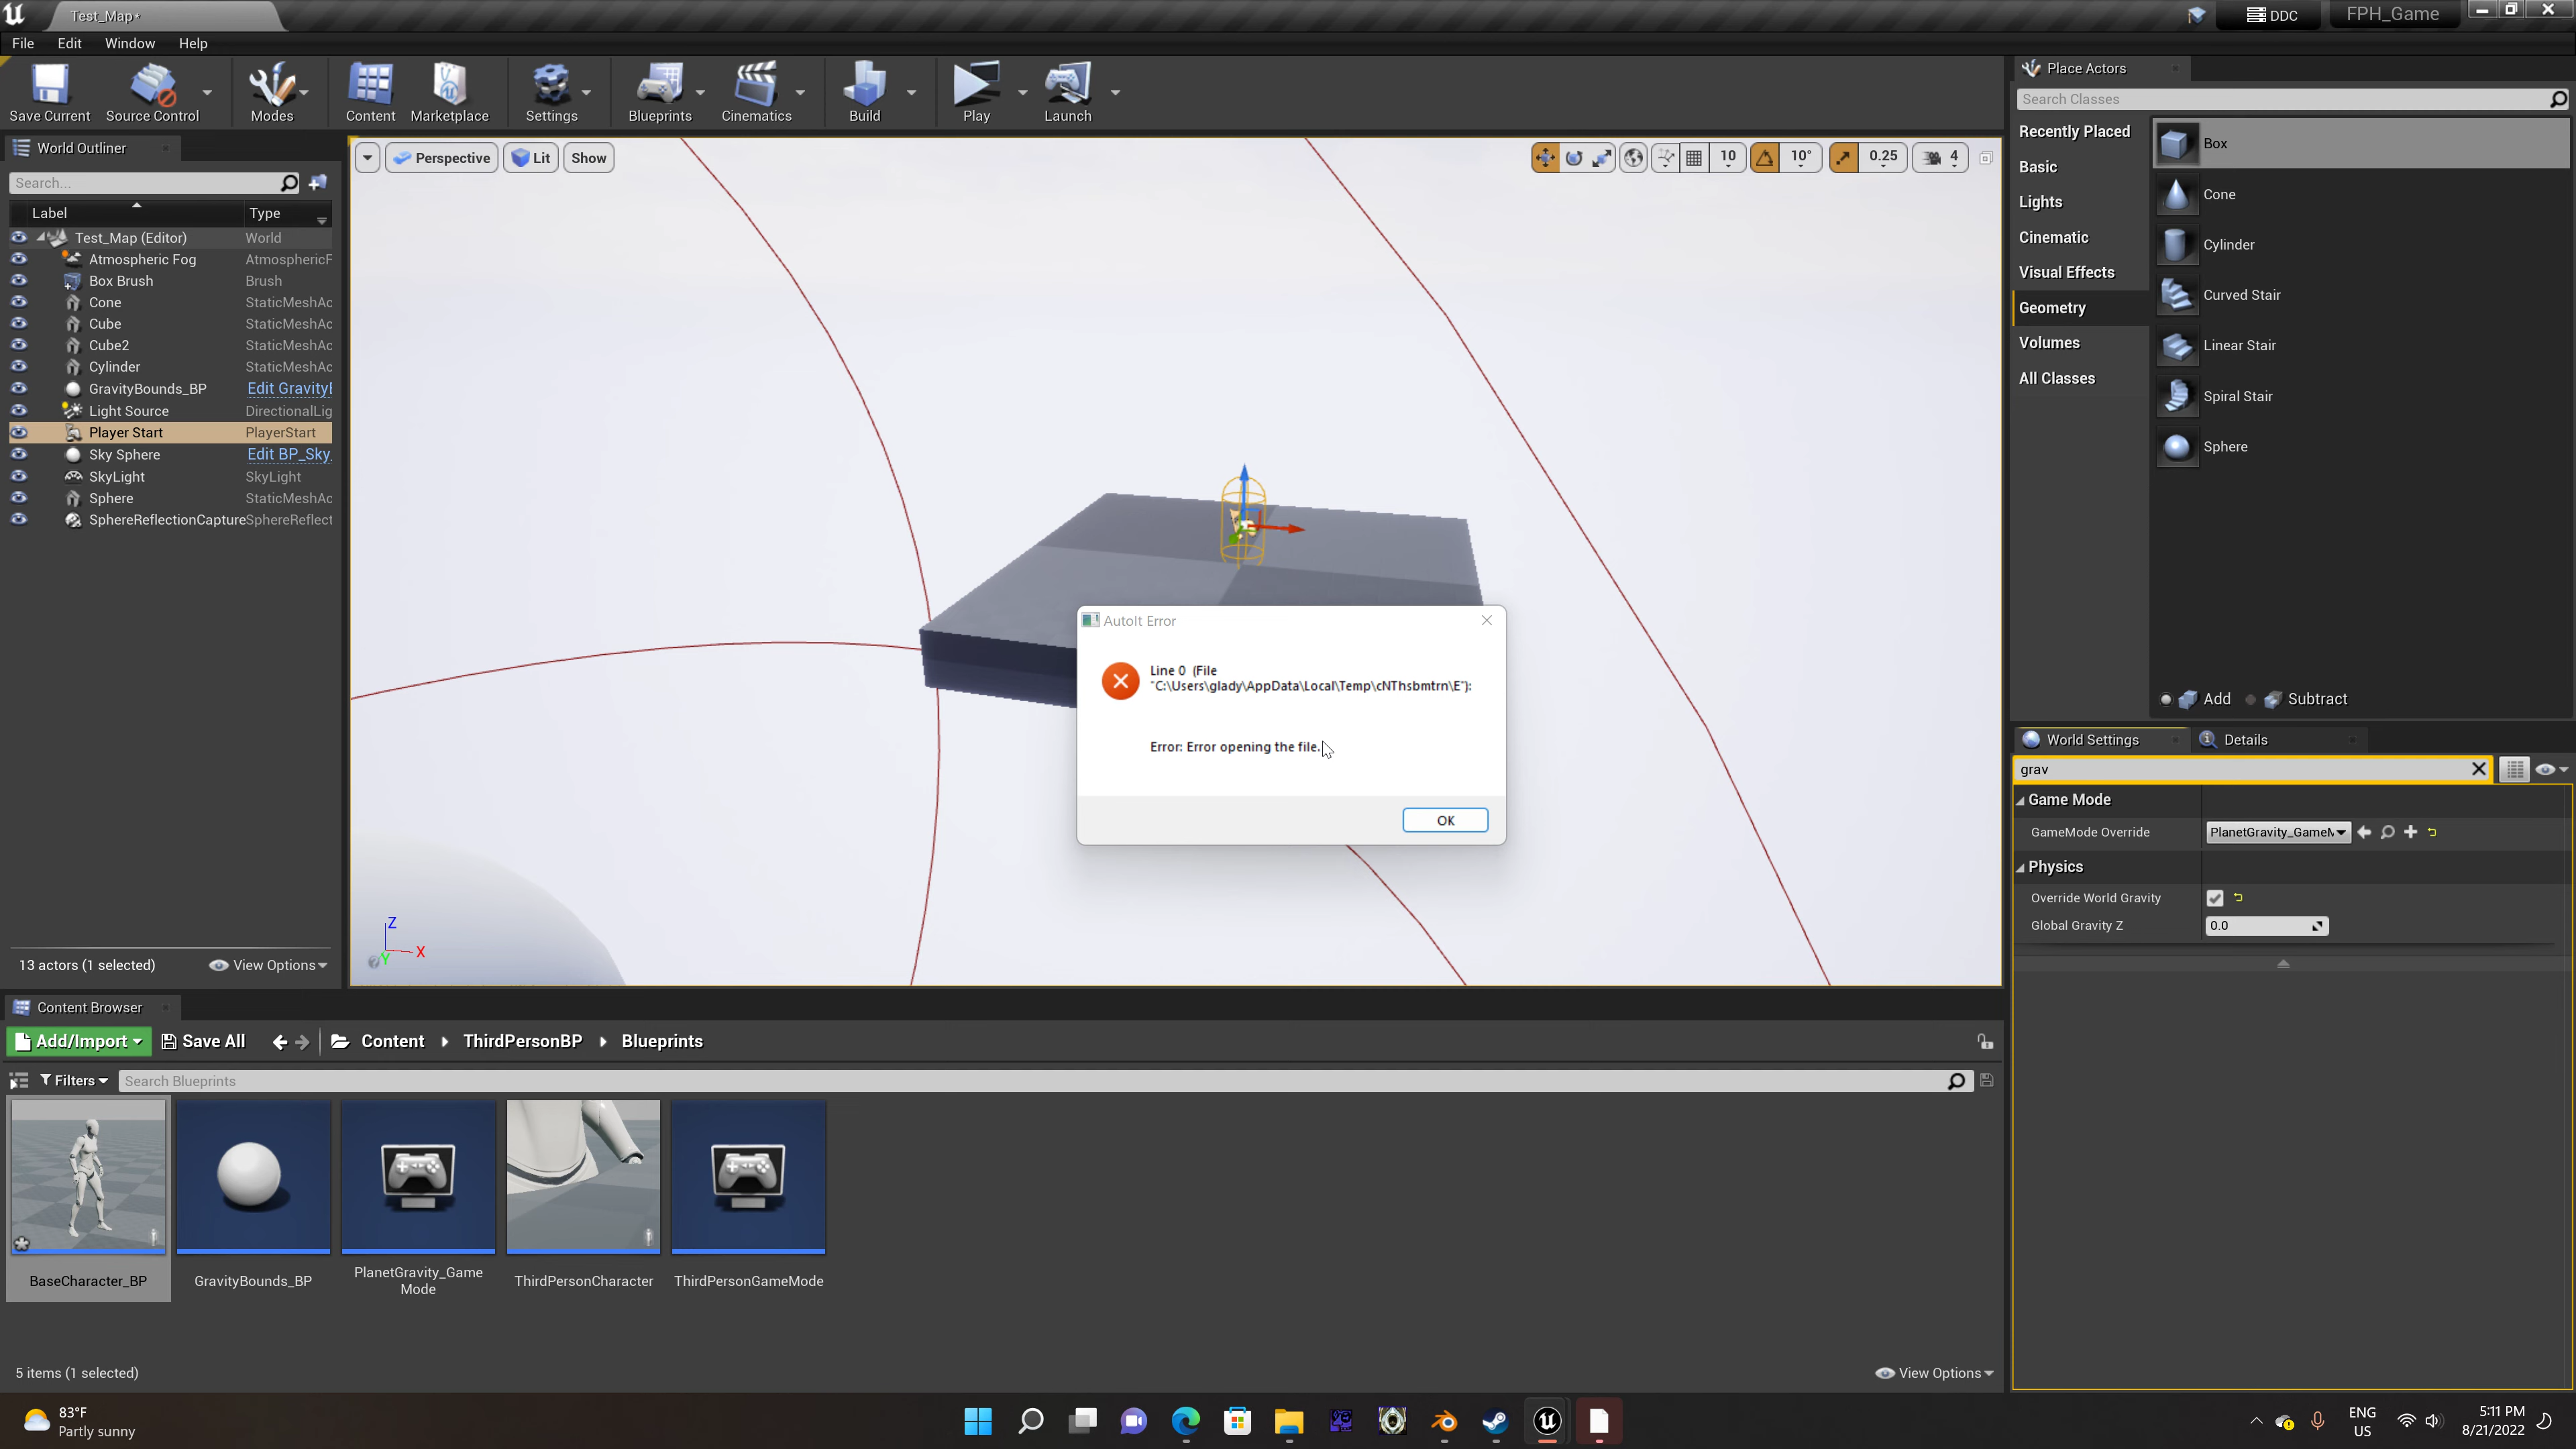 Test_Map*
DDC
FPH_Game
File Edit Window Help
Save Current
Source Control
Modes
Content
Marketplace
Settings
Blueprints
Cinematics
Build
Play
Launch
World Outliner
Search...
Label Type
Test_Map (Editor) World
Atmospheric Fog AtmosphericF
Box Brush Brush
Cone StaticMeshAc
Cube StaticMeshAc
Cube2 StaticMeshAc
Cylinder StaticMeshAc
GravityBounds_BP Edit GravityB
Light Source DirectionalLig
Player Start PlayerStart
Sky Sphere Edit BP_Sky_
SkyLight SkyLight
Sphere StaticMeshAc
SphereReflectionCapture SphereReflect
13 actors (1 selected)
View Options
Perspective
Lit
Show
10
10°
0.25
4
Z
X
Y
AutoIt Error
Line 0 (File
"C:\Users\glady\AppData\Local\Temp\cNThsbmtrn\E"):
Error: Error opening the file.
OK
Place Actors
Search Classes
Recently Placed
Basic
Lights
Cinematic
Visual Effects
Geometry
Volumes
All Classes
Box
Cone
Cylinder
Curved Stair
Linear Stair
Spiral Stair
Sphere
Add
Subtract
World Settings
Details
grav
Game Mode
GameMode Override PlanetGravity_GameM
Physics
Override World Gravity
Global Gravity Z 0.0
Content Browser
Add/Import
Save All
Content
ThirdPersonBP
Blueprints
Filters
Search Blueprints
BaseCharacter_BP
GravityBounds_BP
PlanetGravity_Game
Mode
ThirdPersonCharacter
ThirdPersonGameMode
5 items (1 selected)
View Options
83°F
Partly sunny
ENG
US
5:11 PM
8/21/2022